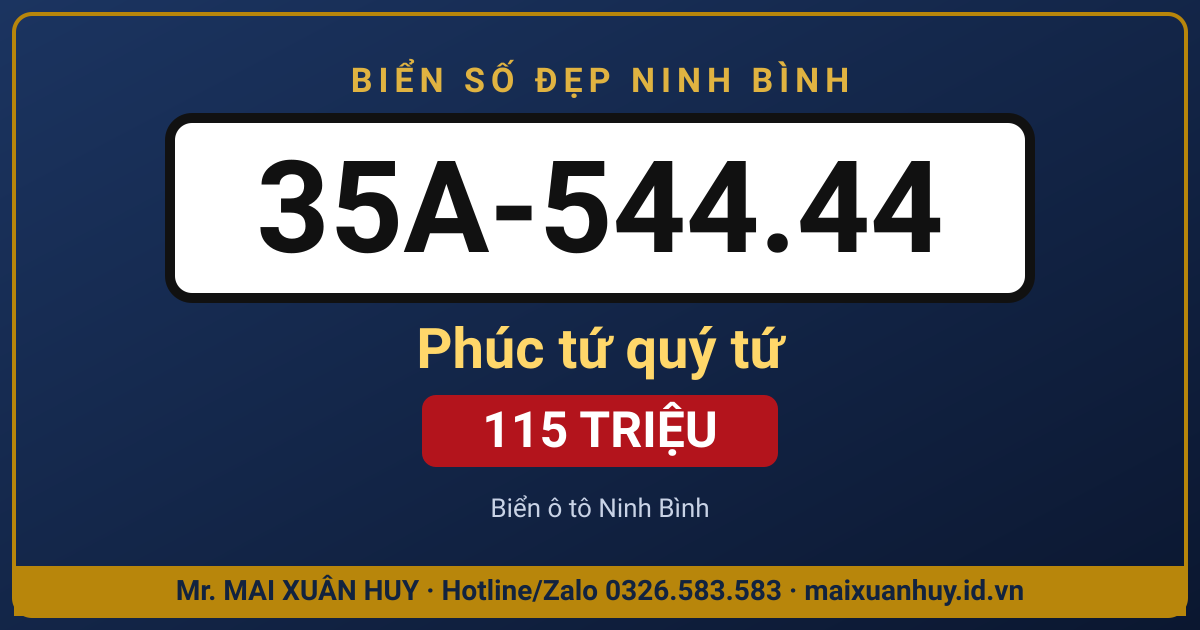 BIỂN SỐ ĐẸP NINH BÌNH
35A-544.44
Phúc tứ quý tứ
115 TRIỆU
Biển ô tô Ninh Bình
Mr. MAI XUÂN HUY · Hotline/Zalo 0326.583.583 · maixuanhuy.id.vn